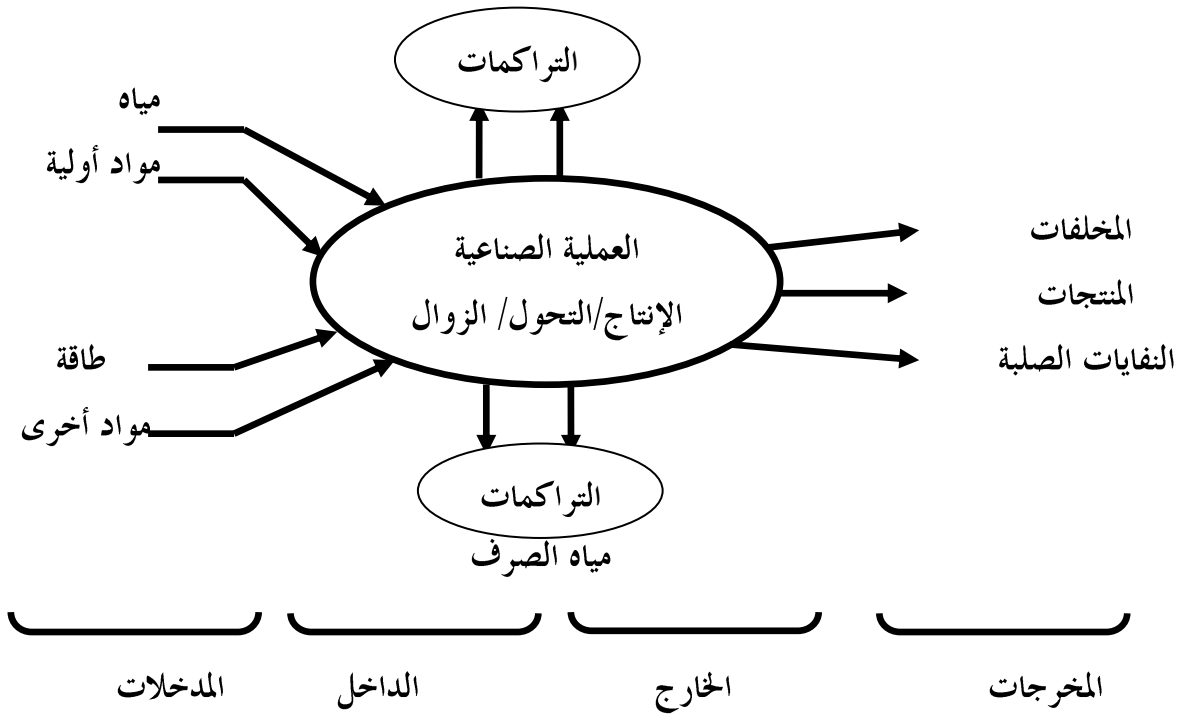 التراكمات
مياه
مواد أولية
العملية الصناعية
الإنتاج/التحول/ الزوال
المخلفات
المنتجات
النفايات الصلبة
طاقة
مواد أخرى
التراكمات
مياه الصرف
المدخلات
الداخل
الخارج
المخرجات